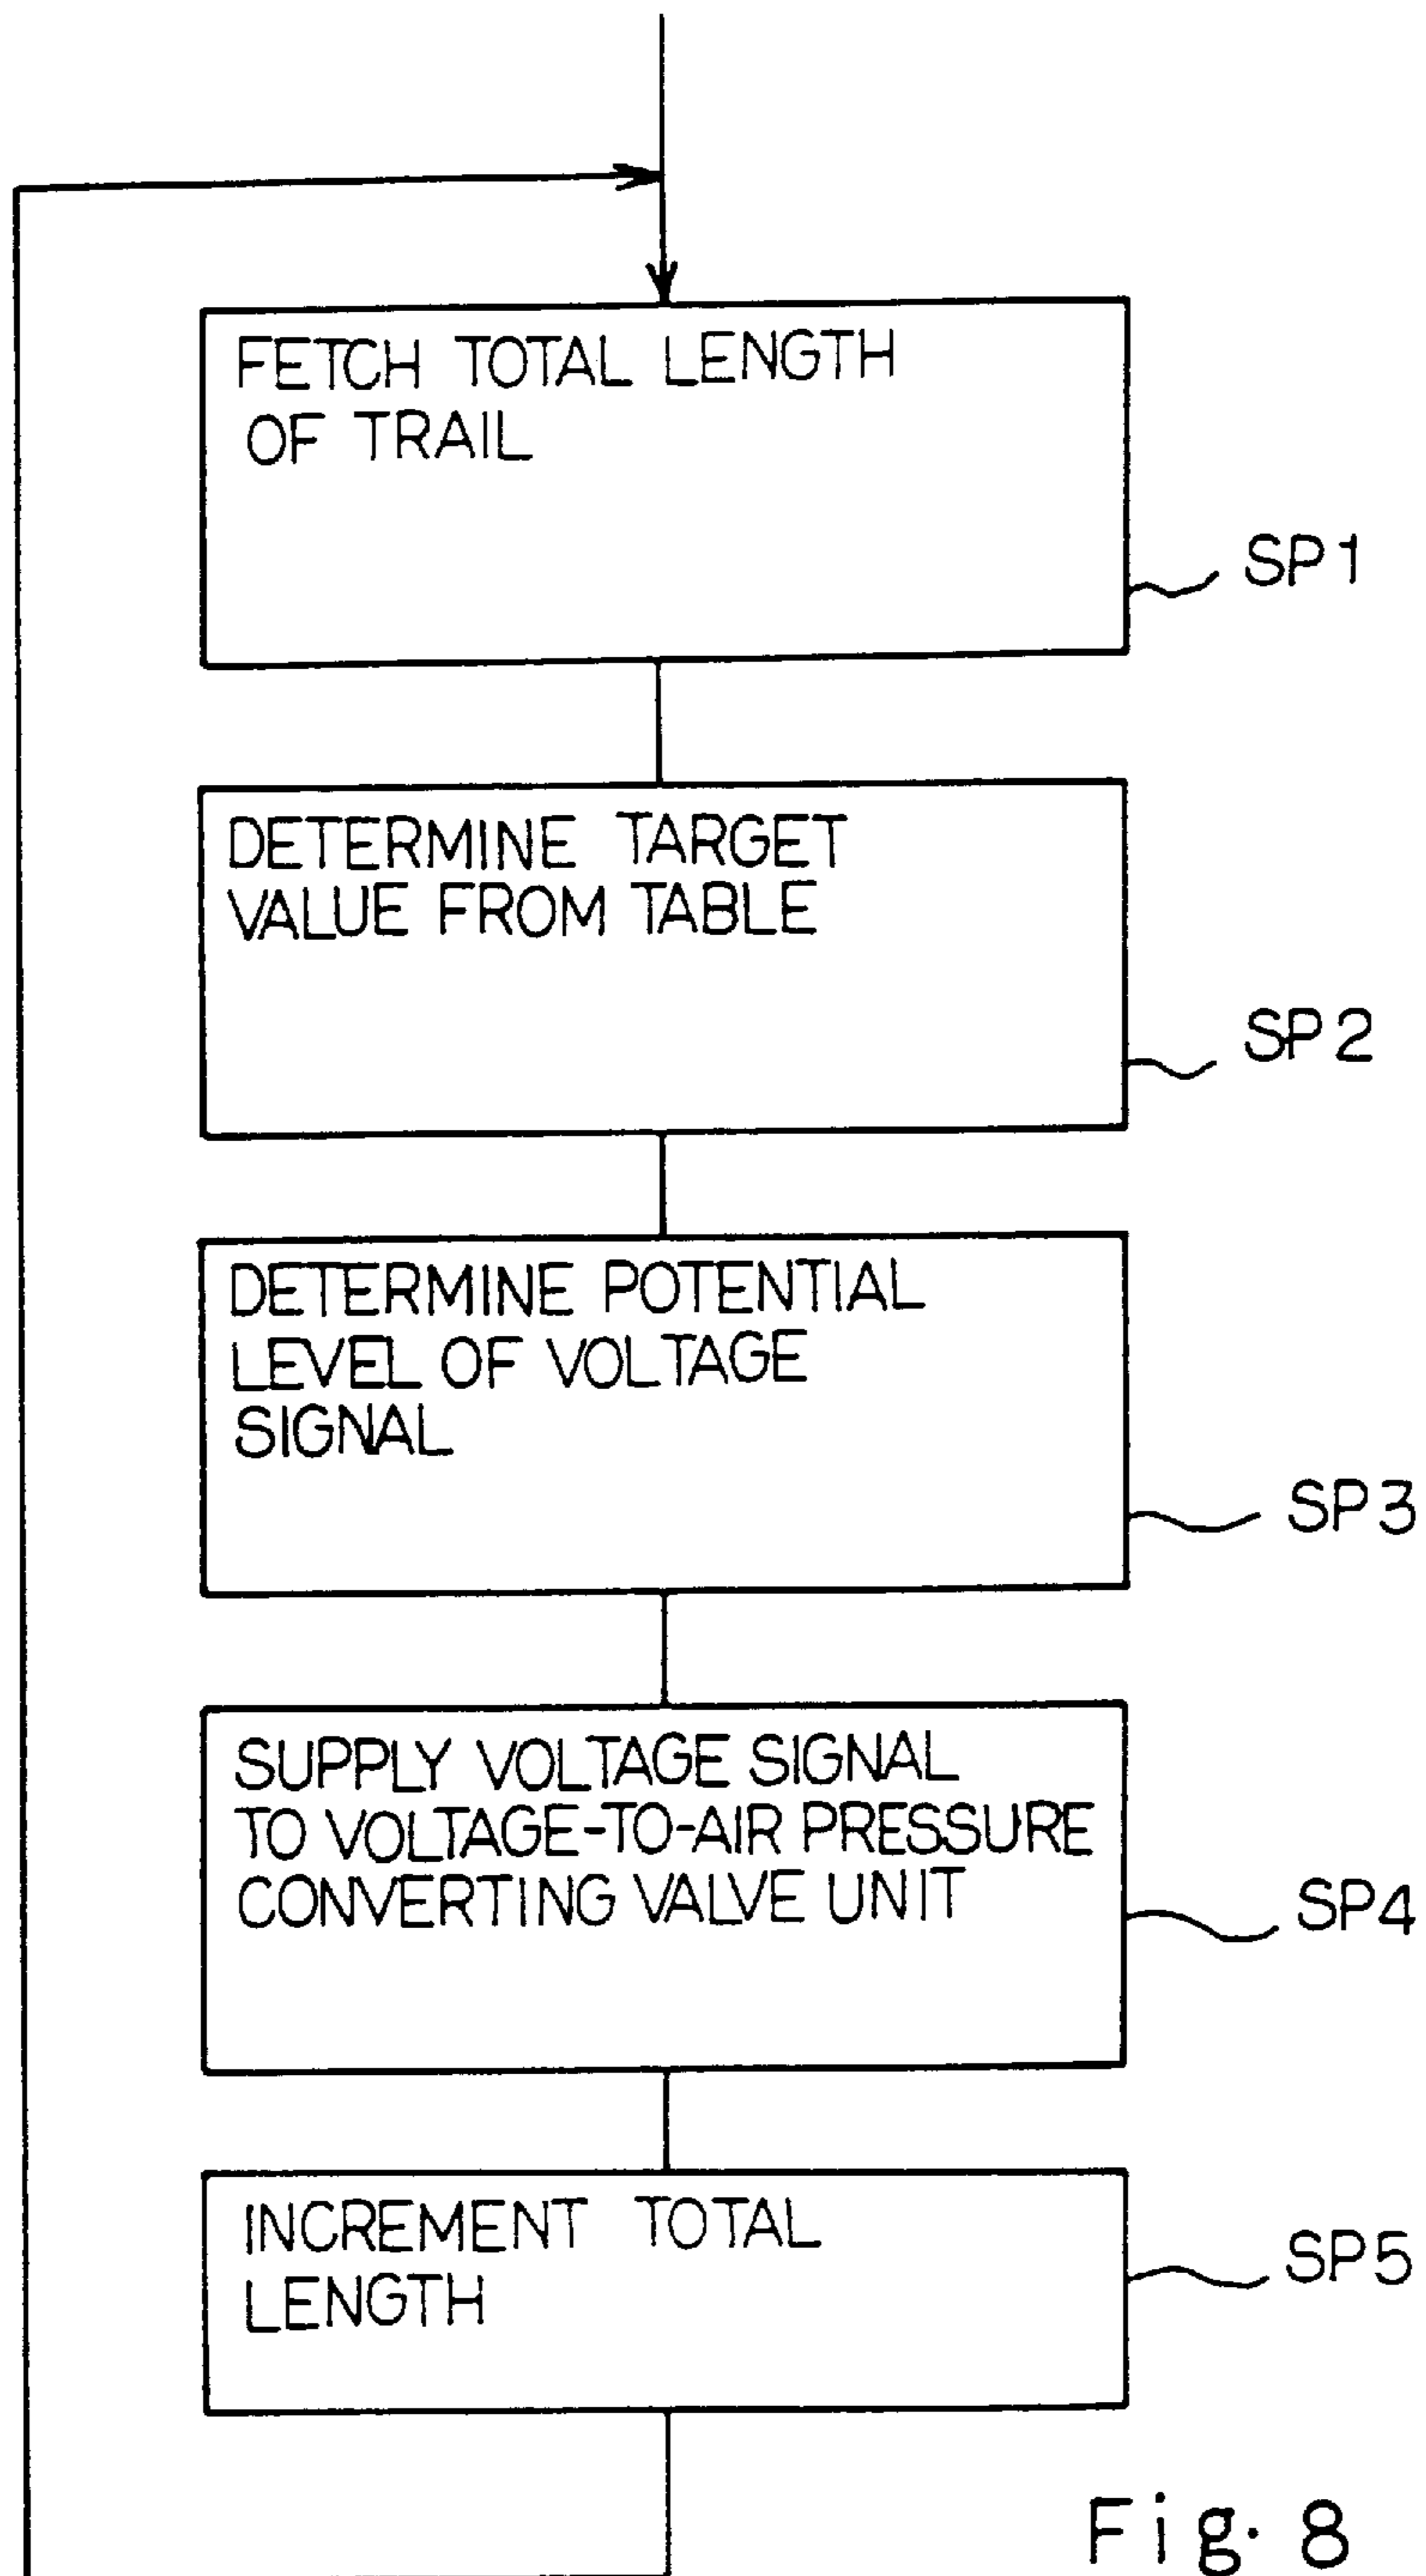 FETCH TOTAL LENGTH
OF TRAIL
SP1
DETERMINE TARGET
VALUE FROM TABLE
SP2
DETERMINE POTENTIAL
LEVEL OF VOLTAGE
SIGNAL
SP3
SUPPLY VOLTAGE SIGNAL
TO VOLTAGE-TO-AIR PRESSURE
CONVERTING VALVE UNIT
SP4
INCREMENT TOTAL
LENGTH
SP5
Fig. 8